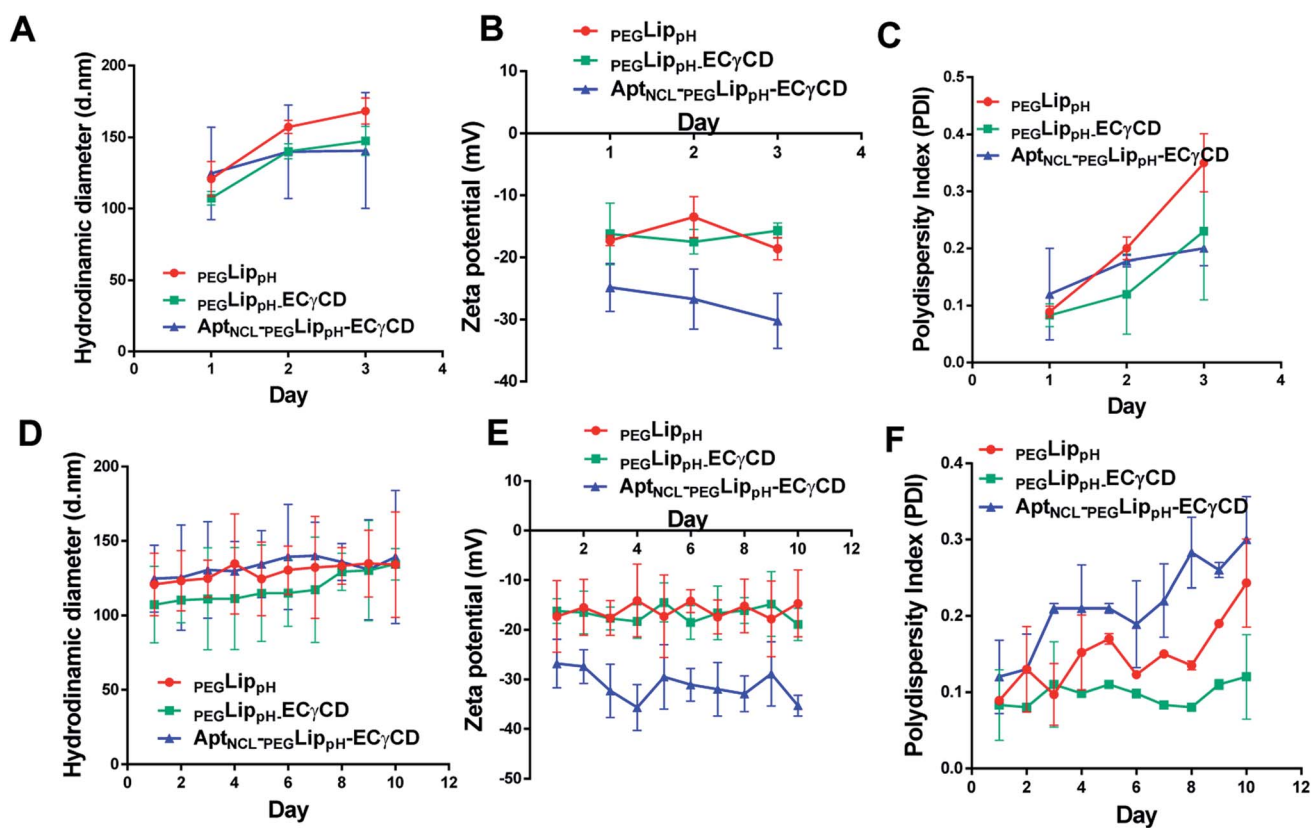 A
Hydrodinamic diameter (d.nm)
200
150
100
50
0
0
1
2
3
4
Day
PEGLippH
PEGLippH-ECγCD
AptNCL-PEGLippH-ECγCD
B
PEGLippH
PEGLippH-ECγCD
AptNCL-PEGLippH-ECγCD
Zeta potential (mV)
10
0
-10
-20
-30
-40
Day
1
2
3
4
C
Polydispersity Index (PDI)
0.5
0.4
0.3
0.2
0.1
0.0
PEGLippH
PEGLippH-ECγCD
AptNCL-PEGLippH-ECγCD
0
1
2
3
4
Day
D
Hydrodinamic diameter (d.nm)
200
150
100
50
0
PEGLippH
PEGLippH-ECγCD
AptNCL-PEGLippH-ECγCD
0
2
4
6
8
10
12
Day
E
PEGLippH
PEGLippH-ECγCD
AptNCL-PEGLippH-ECγCD
Zeta potential (mV)
10
0
-10
-20
-30
-40
-50
Day
2
4
6
8
10
12
F
Polydispersity Index (PDI)
0.4
0.3
0.2
0.1
0.0
PEGLippH
PEGLippH-ECγCD
AptNCL-PEGLippH-ECγCD
0
2
4
6
8
10
12
Day